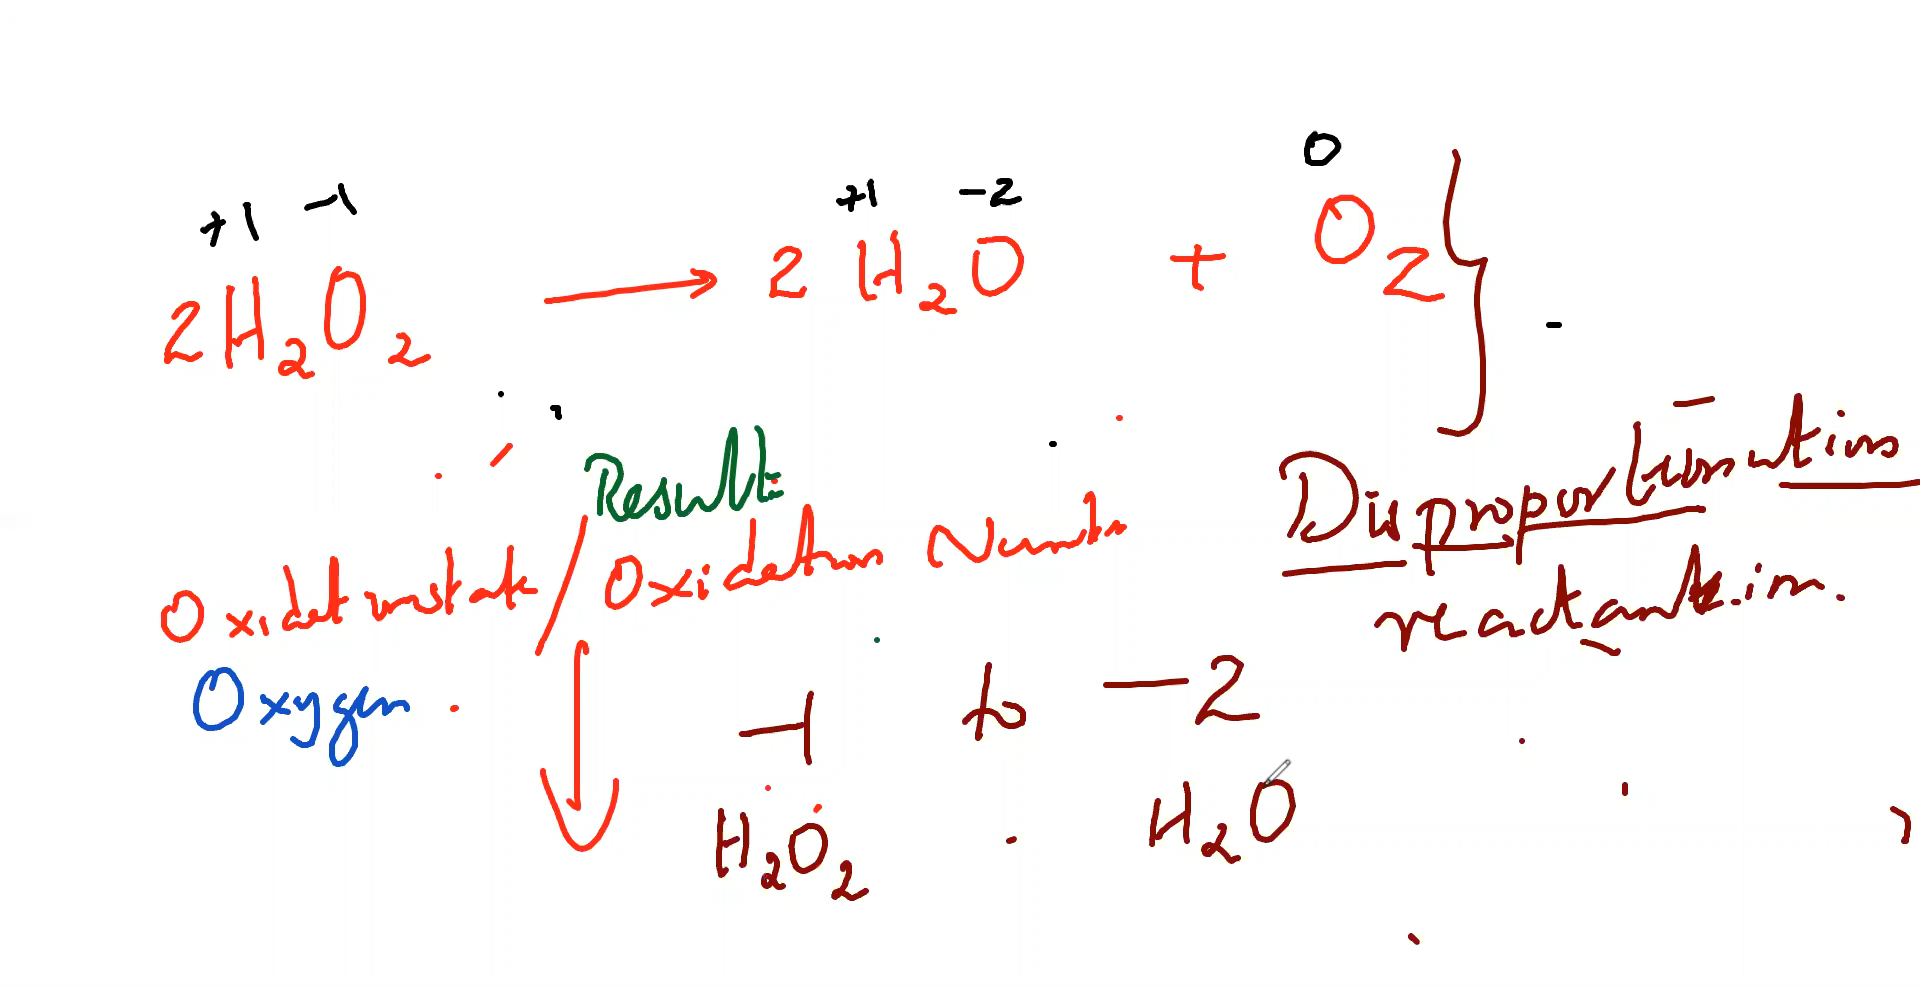 +1 -1 +1 -2 0
2H₂O₂ → 2 H₂O + O₂
Result
Disproportionation
reaction.
Oxidation state / Oxidation Number
Oxygen.
-1 to -2
H₂O₂ H₂O